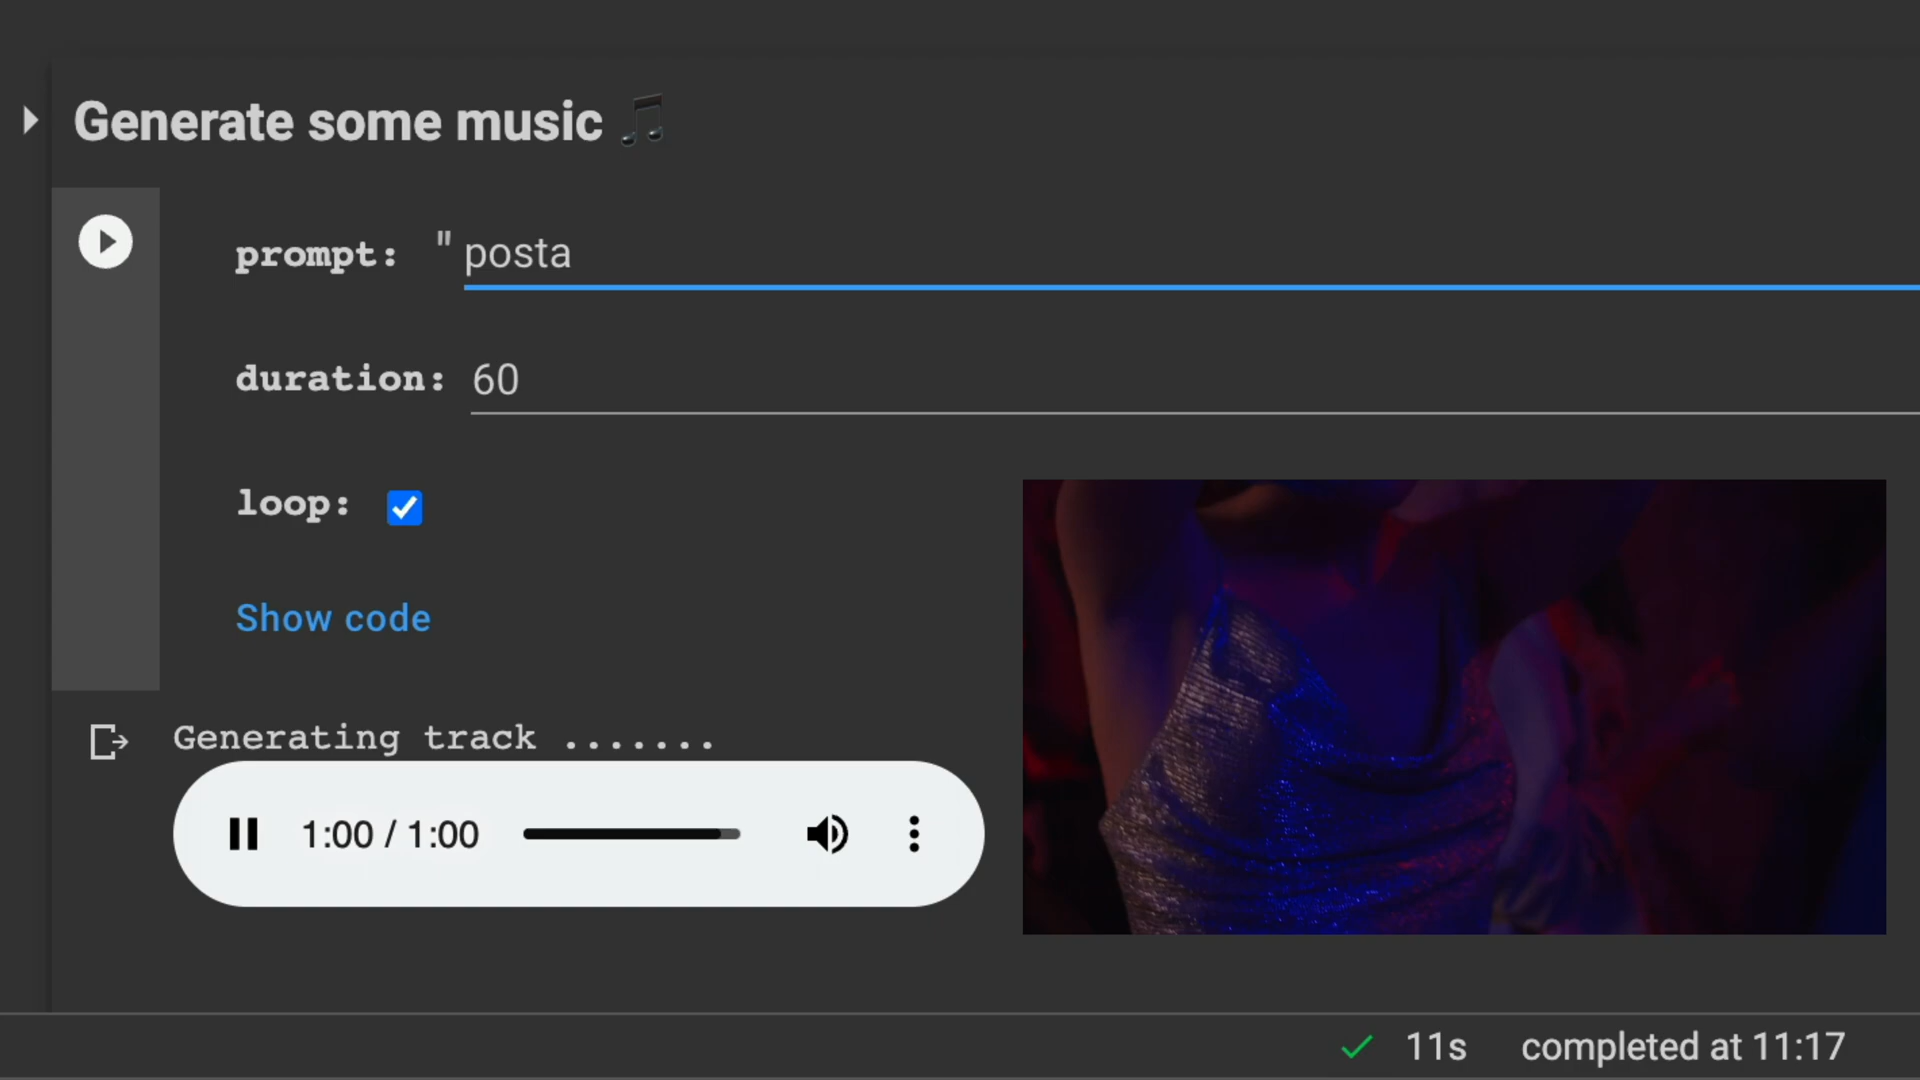 Generate some music 🎵
prompt: " posta
duration: 60
loop:
Show code
Generating track .......
1:00 / 1:00
11s completed at 11:17